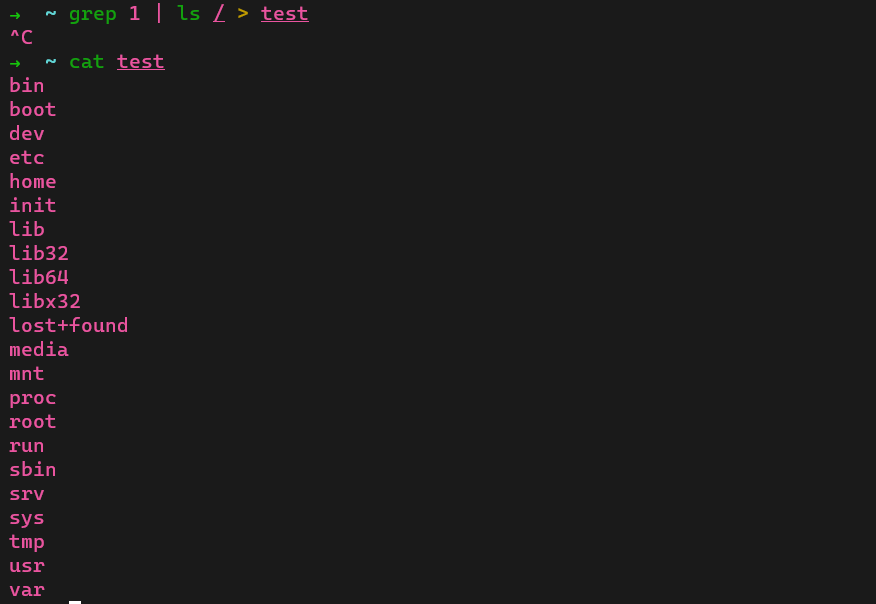 →  ~ grep 1 | ls / > test
^C
→  ~ cat test
bin
boot
dev
etc
home
init
lib
lib32
lib64
libx32
lost+found
media
mnt
proc
root
run
sbin
srv
sys
tmp
usr
var